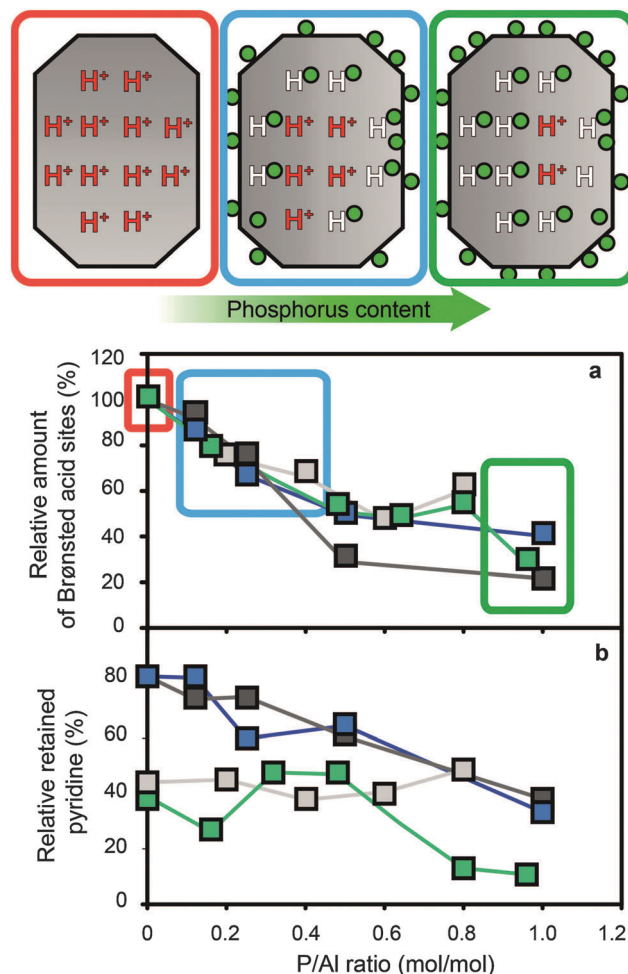 H⁺ H⁺
H⁺ H⁺ H⁺ H⁺
H⁺ H⁺ H⁺ H⁺
H⁺ H⁺
H H
H H⁺ H⁺ H
H H⁺ H⁺ H
H⁺ H
H H
H H H⁺ H
H H H⁺ H
H H
Phosphorus content
a
Relative amount
of Brønsted acid sites (%)
120
100
80
60
40
20
0
b
Relative retained
pyridine (%)
80
60
40
20
0
0 0.2 0.4 0.6 0.8 1.0 1.2
P/Al ratio (mol/mol)